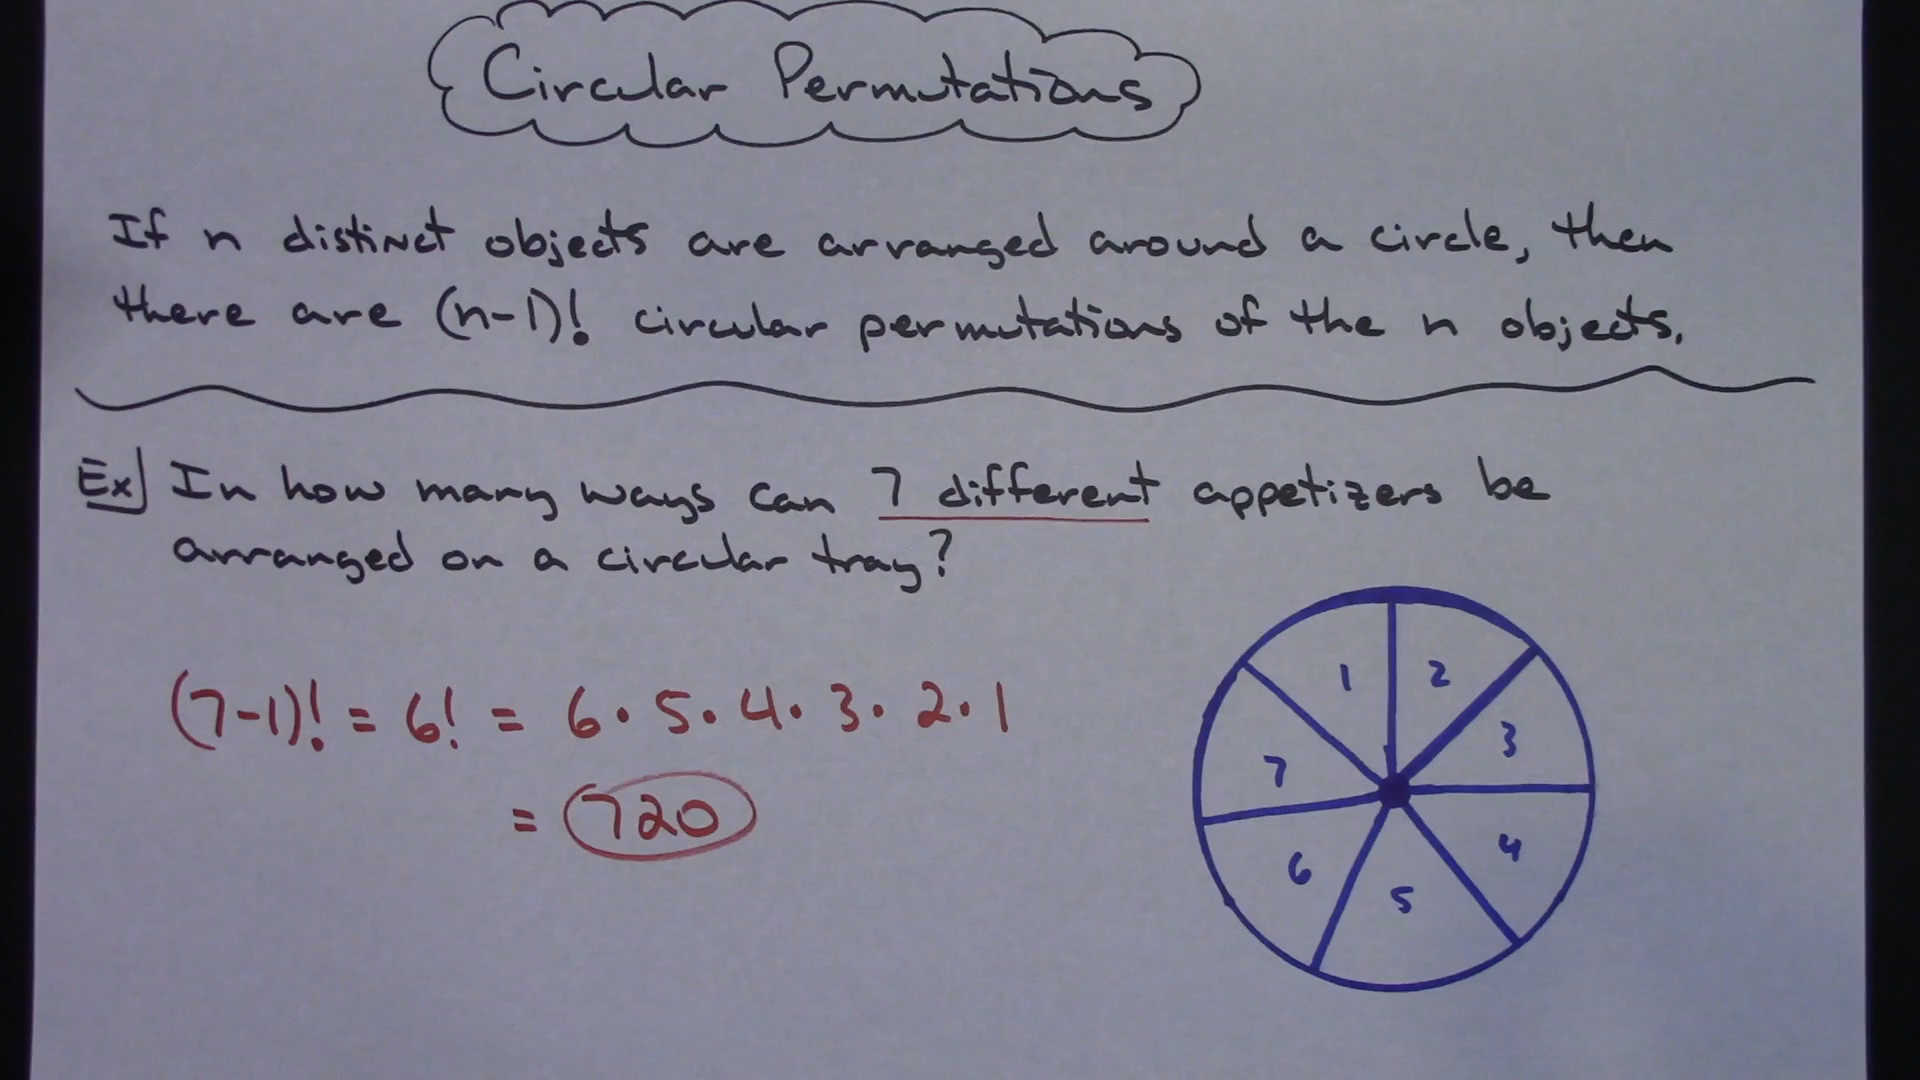 Circular Permutations
If n distinct objects are arranged around a circle, then
there are (n-1)! circular permutations of the n objects.
Ex] In how many ways can 7 different appetizers be
arranged on a circular tray?
(7-1)! = 6! = 6 · 5 · 4 · 3 · 2 · 1
= 720
1
2
3
4
5
6
7